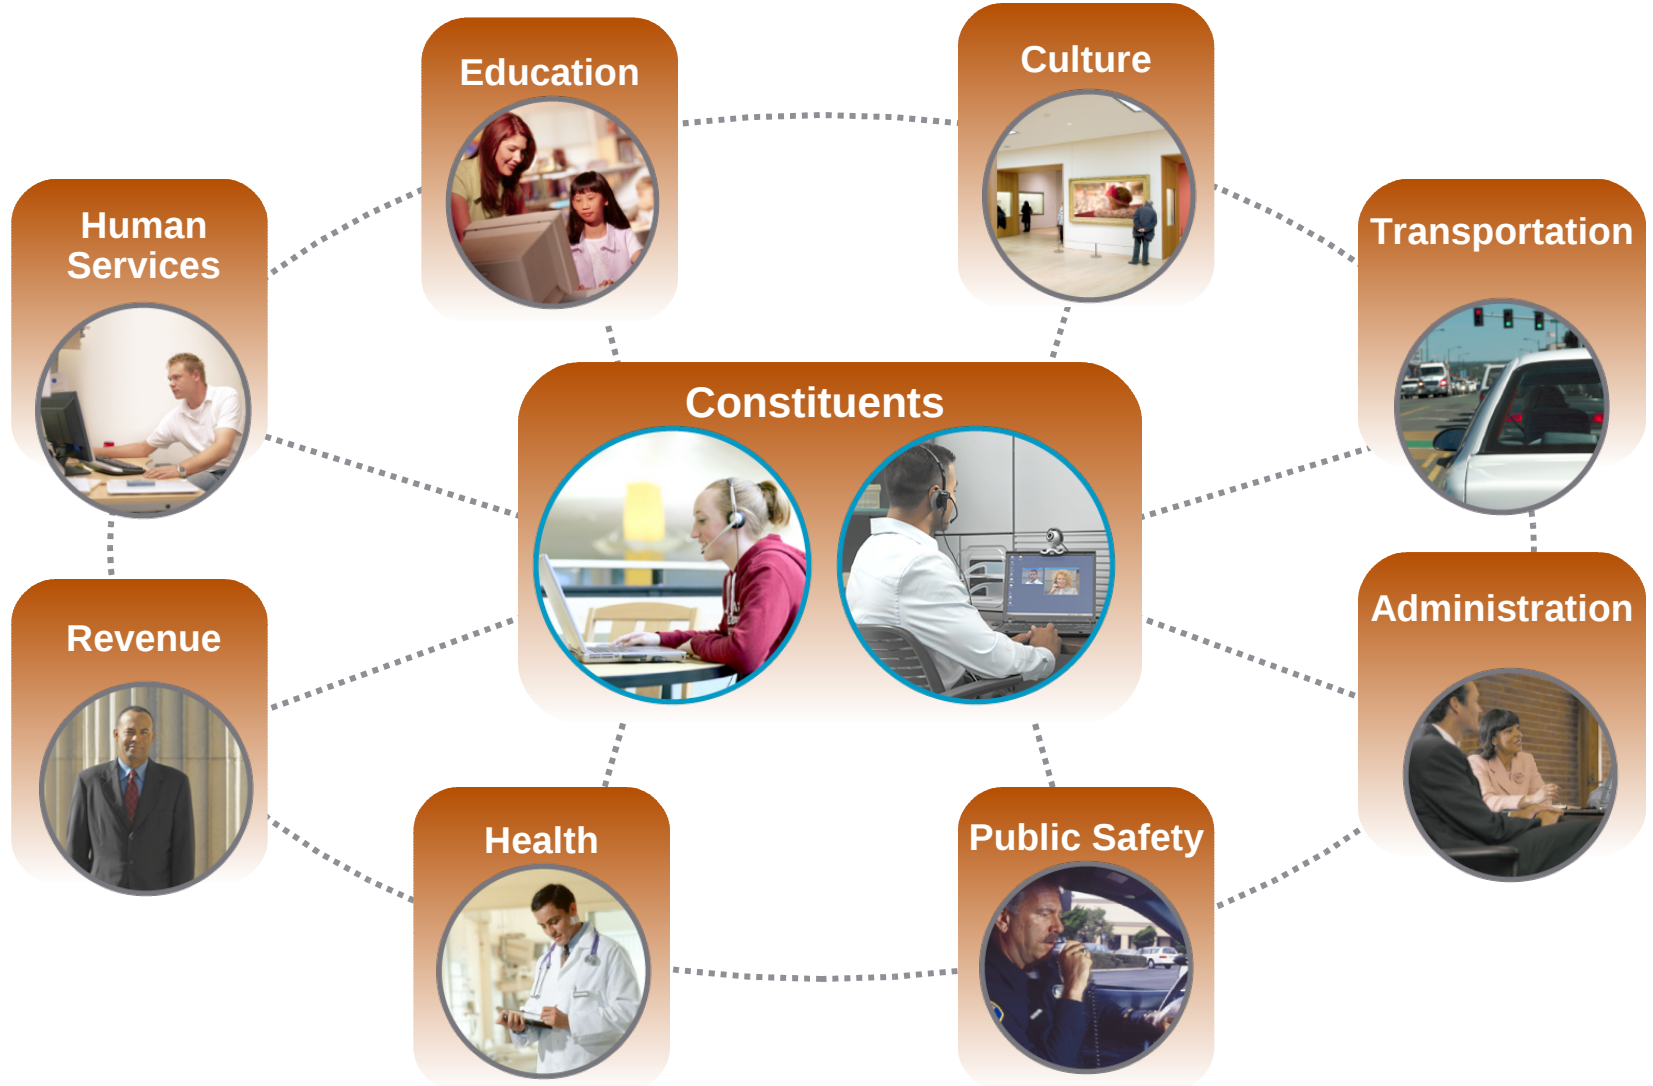 Education
Culture
Human
Services
Transportation
Constituents
Revenue
Administration
Health
Public Safety